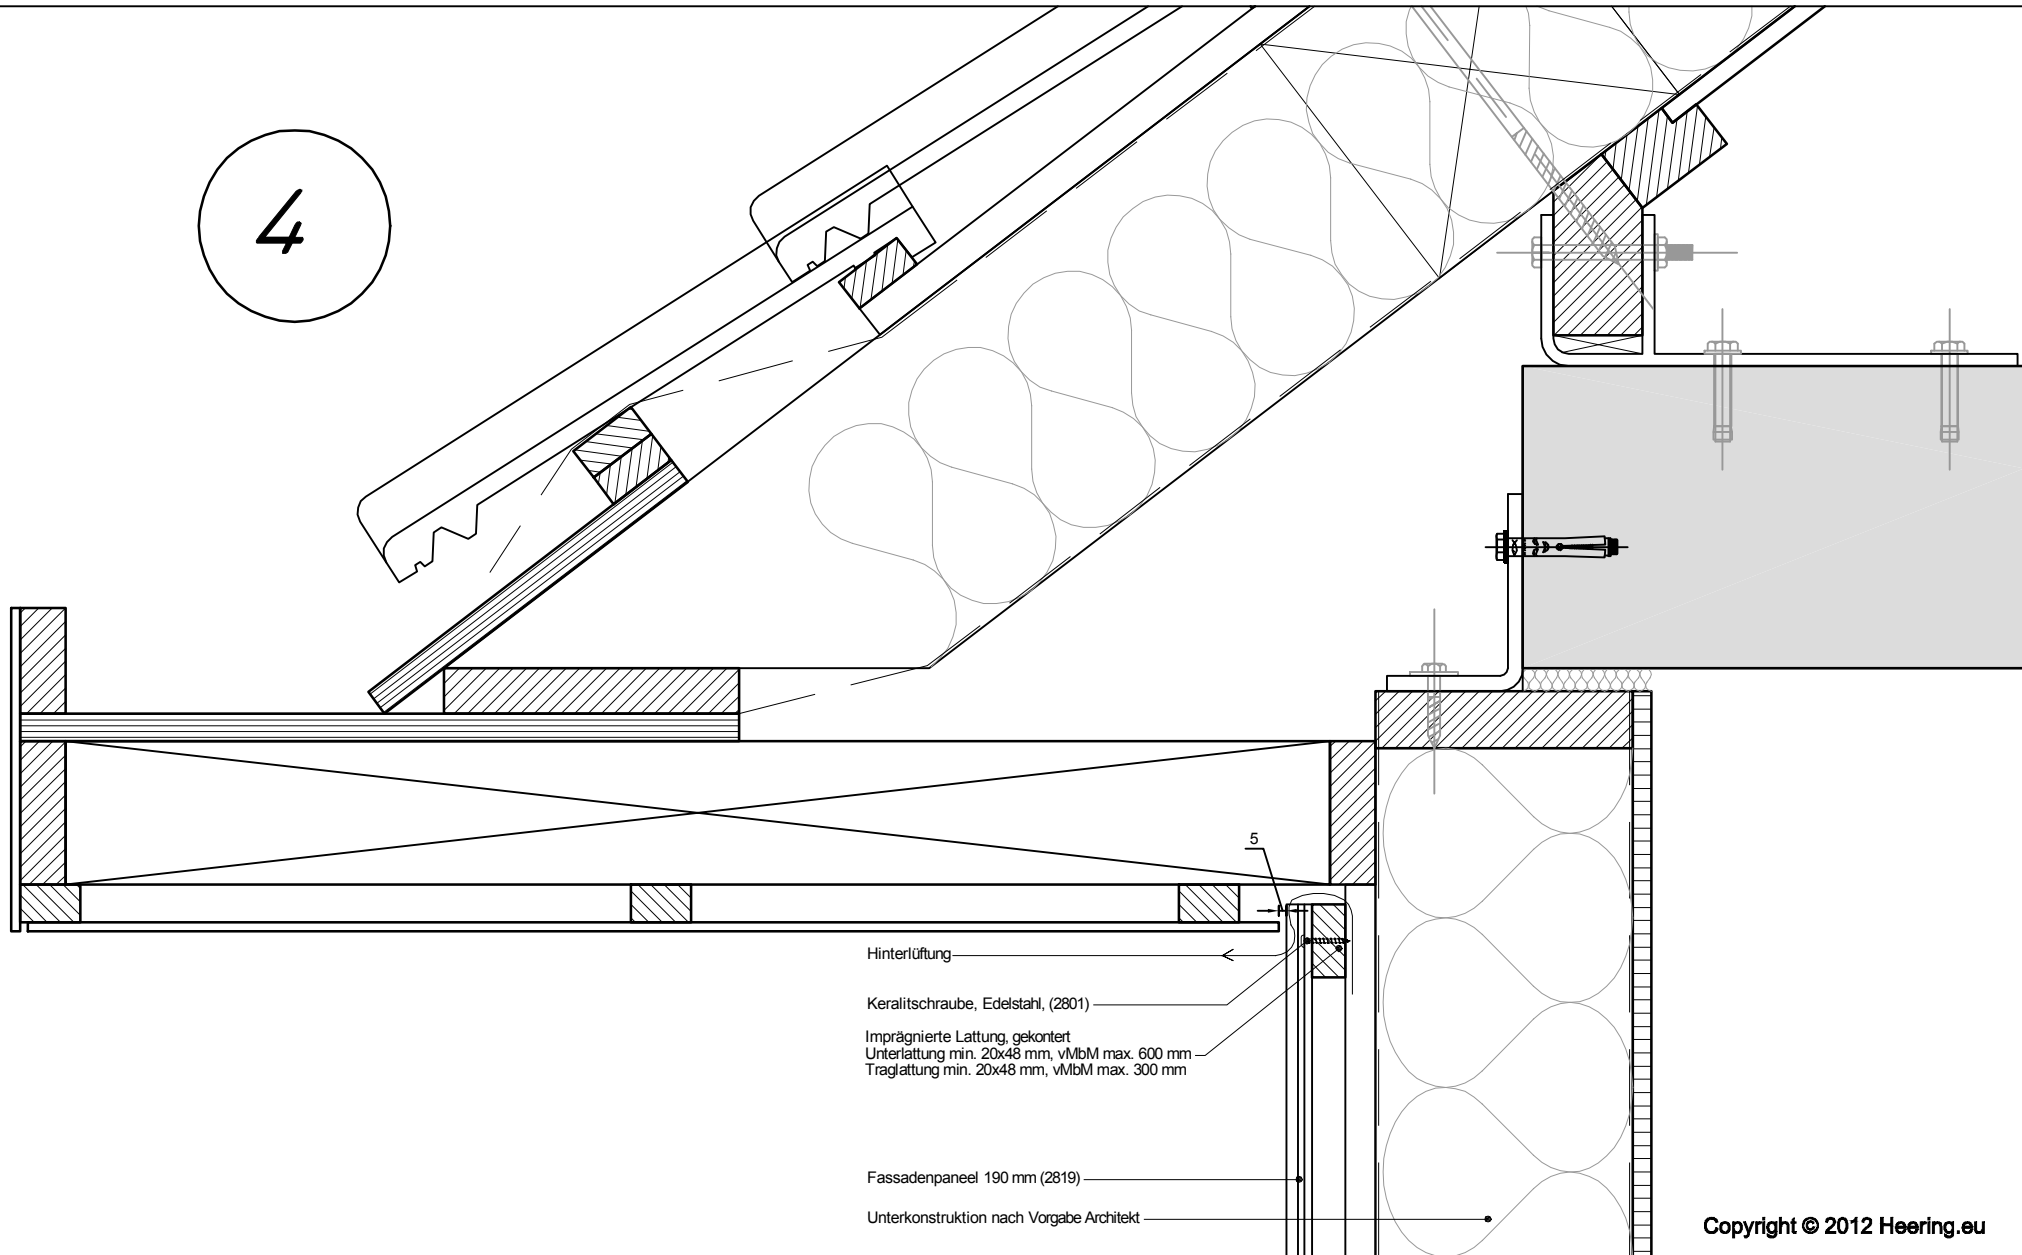 4
5
Hinterlüftung
Keralitschraube, Edelstahl, (2801)
Imprägnierte Lattung, gekontert
Unterlattung min. 20x48 mm, vMbM max. 600 mm
Traglattung min. 20x48 mm, vMbM max. 300 mm
Fassadenpaneel 190 mm (2819)
Unterkonstruktion nach Vorgabe Architekt
Copyright © 2012 Heering.eu